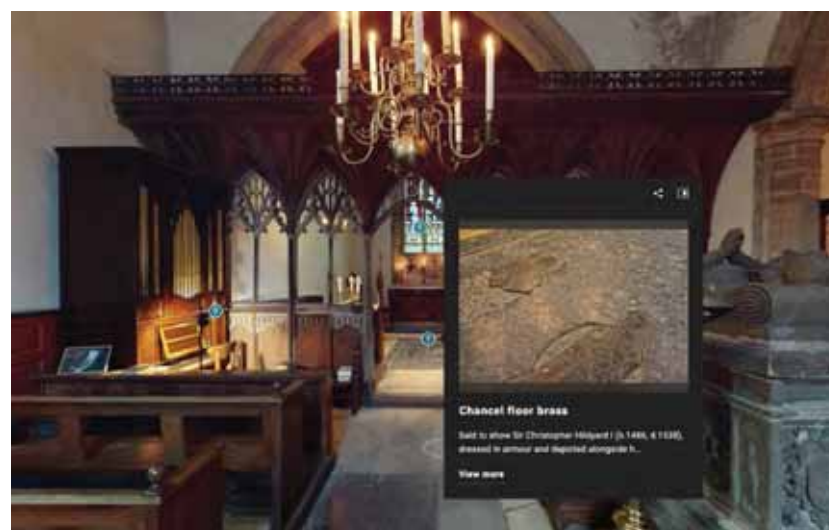 Chancel floor brass
Said to show Sir Christopher Hildyard I (b.1466, d.1538),
dressed in armour and depicted alongside h...
View more